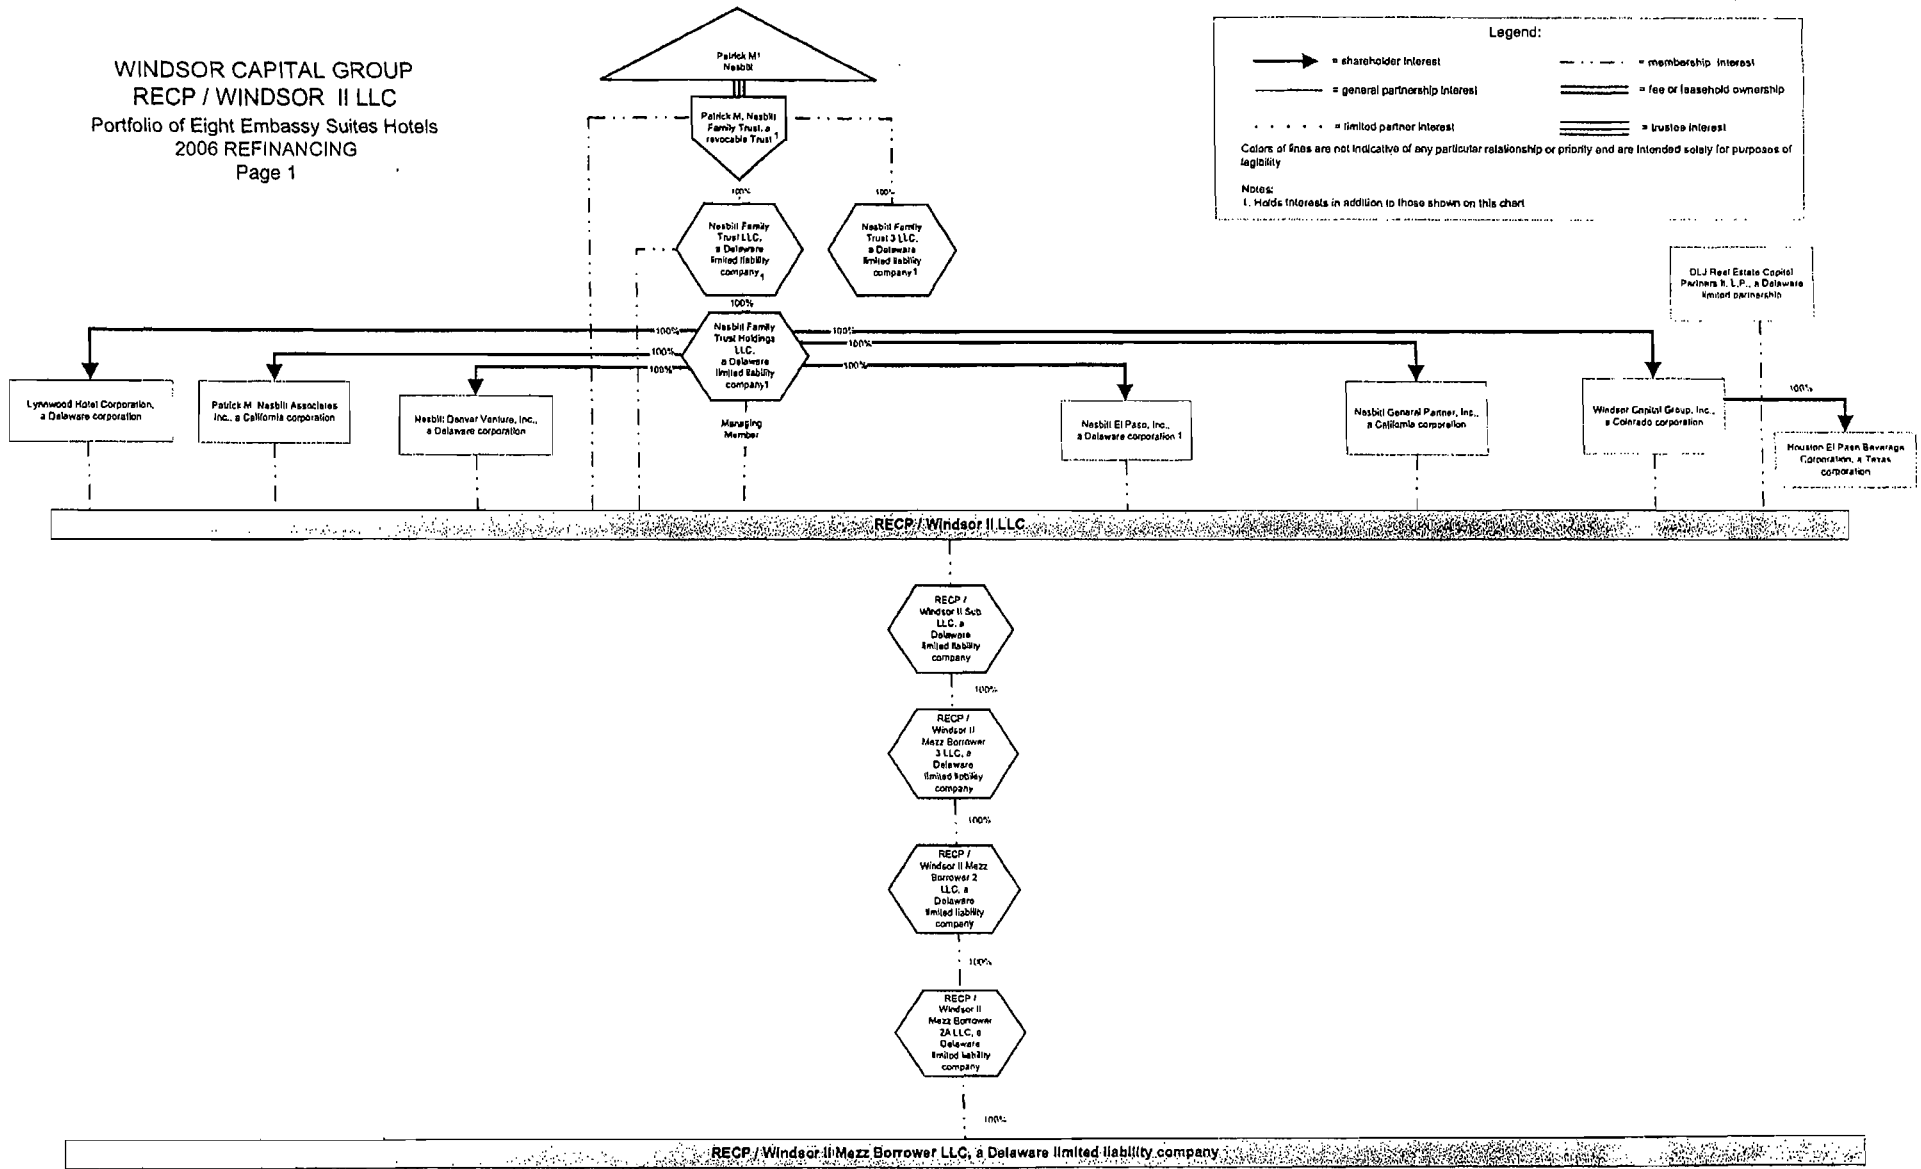 WINDSOR CAPITAL GROUP
RECP / WINDSOR II LLC
Portfolio of Eight Embassy Suites Hotels
2006 REFINANCING
Page 1
Patrick M¹
Nesbitt
Patrick M. Nesbitt
Family Trust, a
revocable Trust 1
Legend:
= shareholder interest
= membership interest
= general partnership interest
= fee or leasehold ownership
= limited partner interest
= trustee interest
Colors of lines are not indicative of any particular relationship or priority and are intended solely for purposes of
legibility
Notes:
1. Holds interests in addition to those shown on this chart
100%
100%
Nesbitt Family
Trust LLC,
a Delaware
limited liability
company 1
Nesbitt Family
Trust 3 LLC,
a Delaware
limited liability
company 1
DLJ Real Estate Capital
Partners II, L.P., a Delaware
limited partnership
100%
Nesbitt Family
Trust Holdings
LLC,
a Delaware
limited liability
company1
100%
100%
100%
100%
100%
100%
100%
Lynnwood Hotel Corporation,
a Delaware corporation
Patrick M. Nesbitt Associates
Inc., a California corporation
Nesbitt Denver Venture, Inc.,
a Delaware corporation
Managing
Member
Nesbitt El Paso, Inc.,
a Delaware corporation 1
Nesbitt General Partner, Inc.,
a California corporation
Windsor Capital Group, Inc.,
a Colorado corporation
Houston El Paso Beverage
Corporation, a Texas
corporation
RECP / Windsor II LLC
RECP /
Windsor II Sub
LLC, a
Delaware
limited liability
company
100%
RECP /
Windsor II
Mezz Borrower
3 LLC, a
Delaware
limited liability
company
100%
RECP /
Windsor II Mezz
Borrower 2
LLC, a
Delaware
limited liability
company
100%
RECP /
Windsor II
Mezz Borrower
2A LLC, a
Delaware
limited liability
company
100%
RECP / Windsor II Mezz Borrower LLC, a Delaware limited liability company